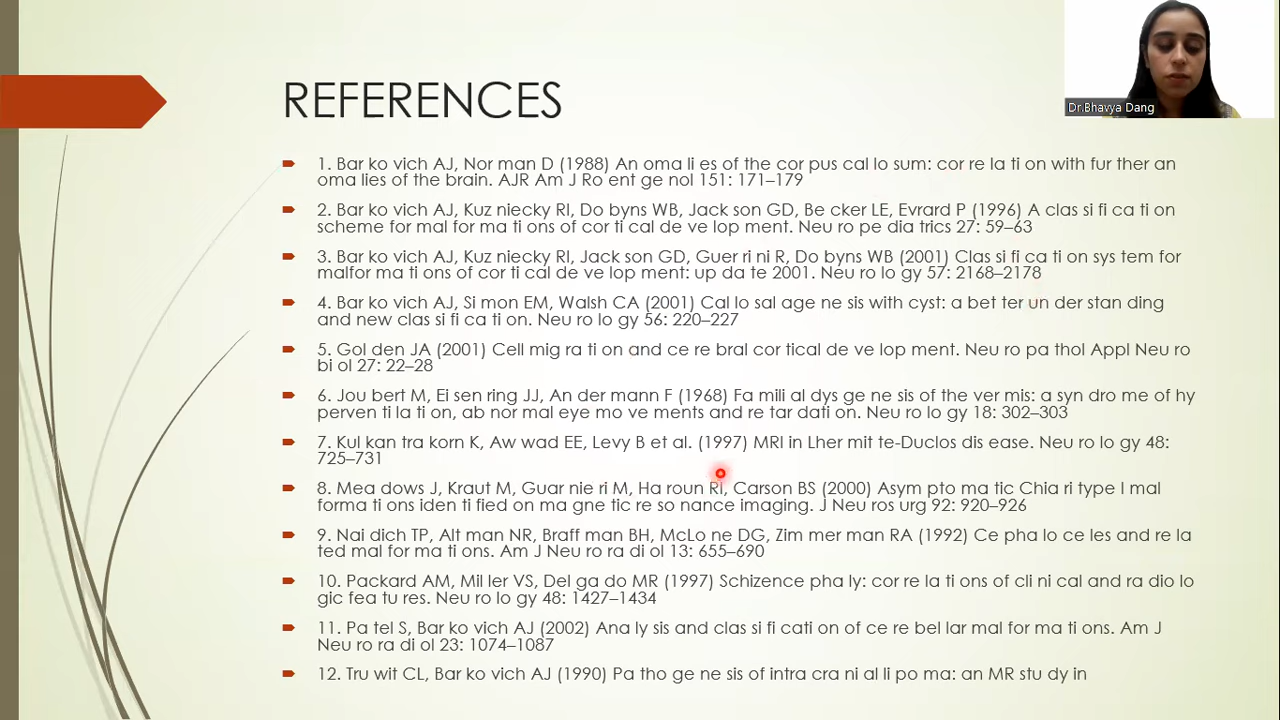 REFERENCES
Dr.Bhavya Dang
1. Bar ko vich AJ, Nor man D (1988) An oma li es of the cor pus cal lo sum: cor re la ti on with fur ther an
oma lies of the brain. AJR Am J Ro ent ge nol 151: 171–179
2. Bar ko vich AJ, Kuz niecky RI, Do byns WB, Jack son GD, Be cker LE, Evrard P (1996) A clas si fi ca ti on
scheme for mal for ma ti ons of cor ti cal de ve lop ment. Neu ro pe dia trics 27: 59–63
3. Bar ko vich AJ, Kuz niecky RI, Jack son GD, Guer ri ni R, Do byns WB (2001) Clas si fi ca ti on sys tem for
malfor ma ti ons of cor ti cal de ve lop ment: up da te 2001. Neu ro lo gy 57: 2168–2178
4. Bar ko vich AJ, Si mon EM, Walsh CA (2001) Cal lo sal age ne sis with cyst: a bet ter un der stan ding
and new clas si fi ca ti on. Neu ro lo gy 56: 220–227
5. Gol den JA (2001) Cell mig ra ti on and ce re bral cor tical de ve lop ment. Neu ro pa thol Appl Neu ro
bi ol 27: 22–28
6. Jou bert M, Ei sen ring JJ, An der mann F (1968) Fa mili al dys ge ne sis of the ver mis: a syn dro me of hy
perven ti la ti on, ab nor mal eye mo ve ments and re tar dati on. Neu ro lo gy 18: 302–303
7. Kul kan tra korn K, Aw wad EE, Levy B et al. (1997) MRI in Lher mit te-Duclos dis ease. Neu ro lo gy 48:
725–731
8. Mea dows J, Kraut M, Guar nie ri M, Ha roun RI, Carson BS (2000) Asym pto ma tic Chia ri type I mal
forma ti ons iden ti fied on ma gne tic re so nance imaging. J Neu ros urg 92: 920–926
9. Nai dich TP, Alt man NR, Braff man BH, McLo ne DG, Zim mer man RA (1992) Ce pha lo ce les and re la
ted mal for ma ti ons. Am J Neu ro ra di ol 13: 655–690
10. Packard AM, Mil ler VS, Del ga do MR (1997) Schizence pha ly: cor re la ti ons of cli ni cal and ra dio lo
gic fea tu res. Neu ro lo gy 48: 1427–1434
11. Pa tel S, Bar ko vich AJ (2002) Ana ly sis and clas si fi cati on of ce re bel lar mal for ma ti ons. Am J
Neu ro ra di ol 23: 1074–1087
12. Tru wit CL, Bar ko vich AJ (1990) Pa tho ge ne sis of intra cra ni al li po ma: an MR stu dy in